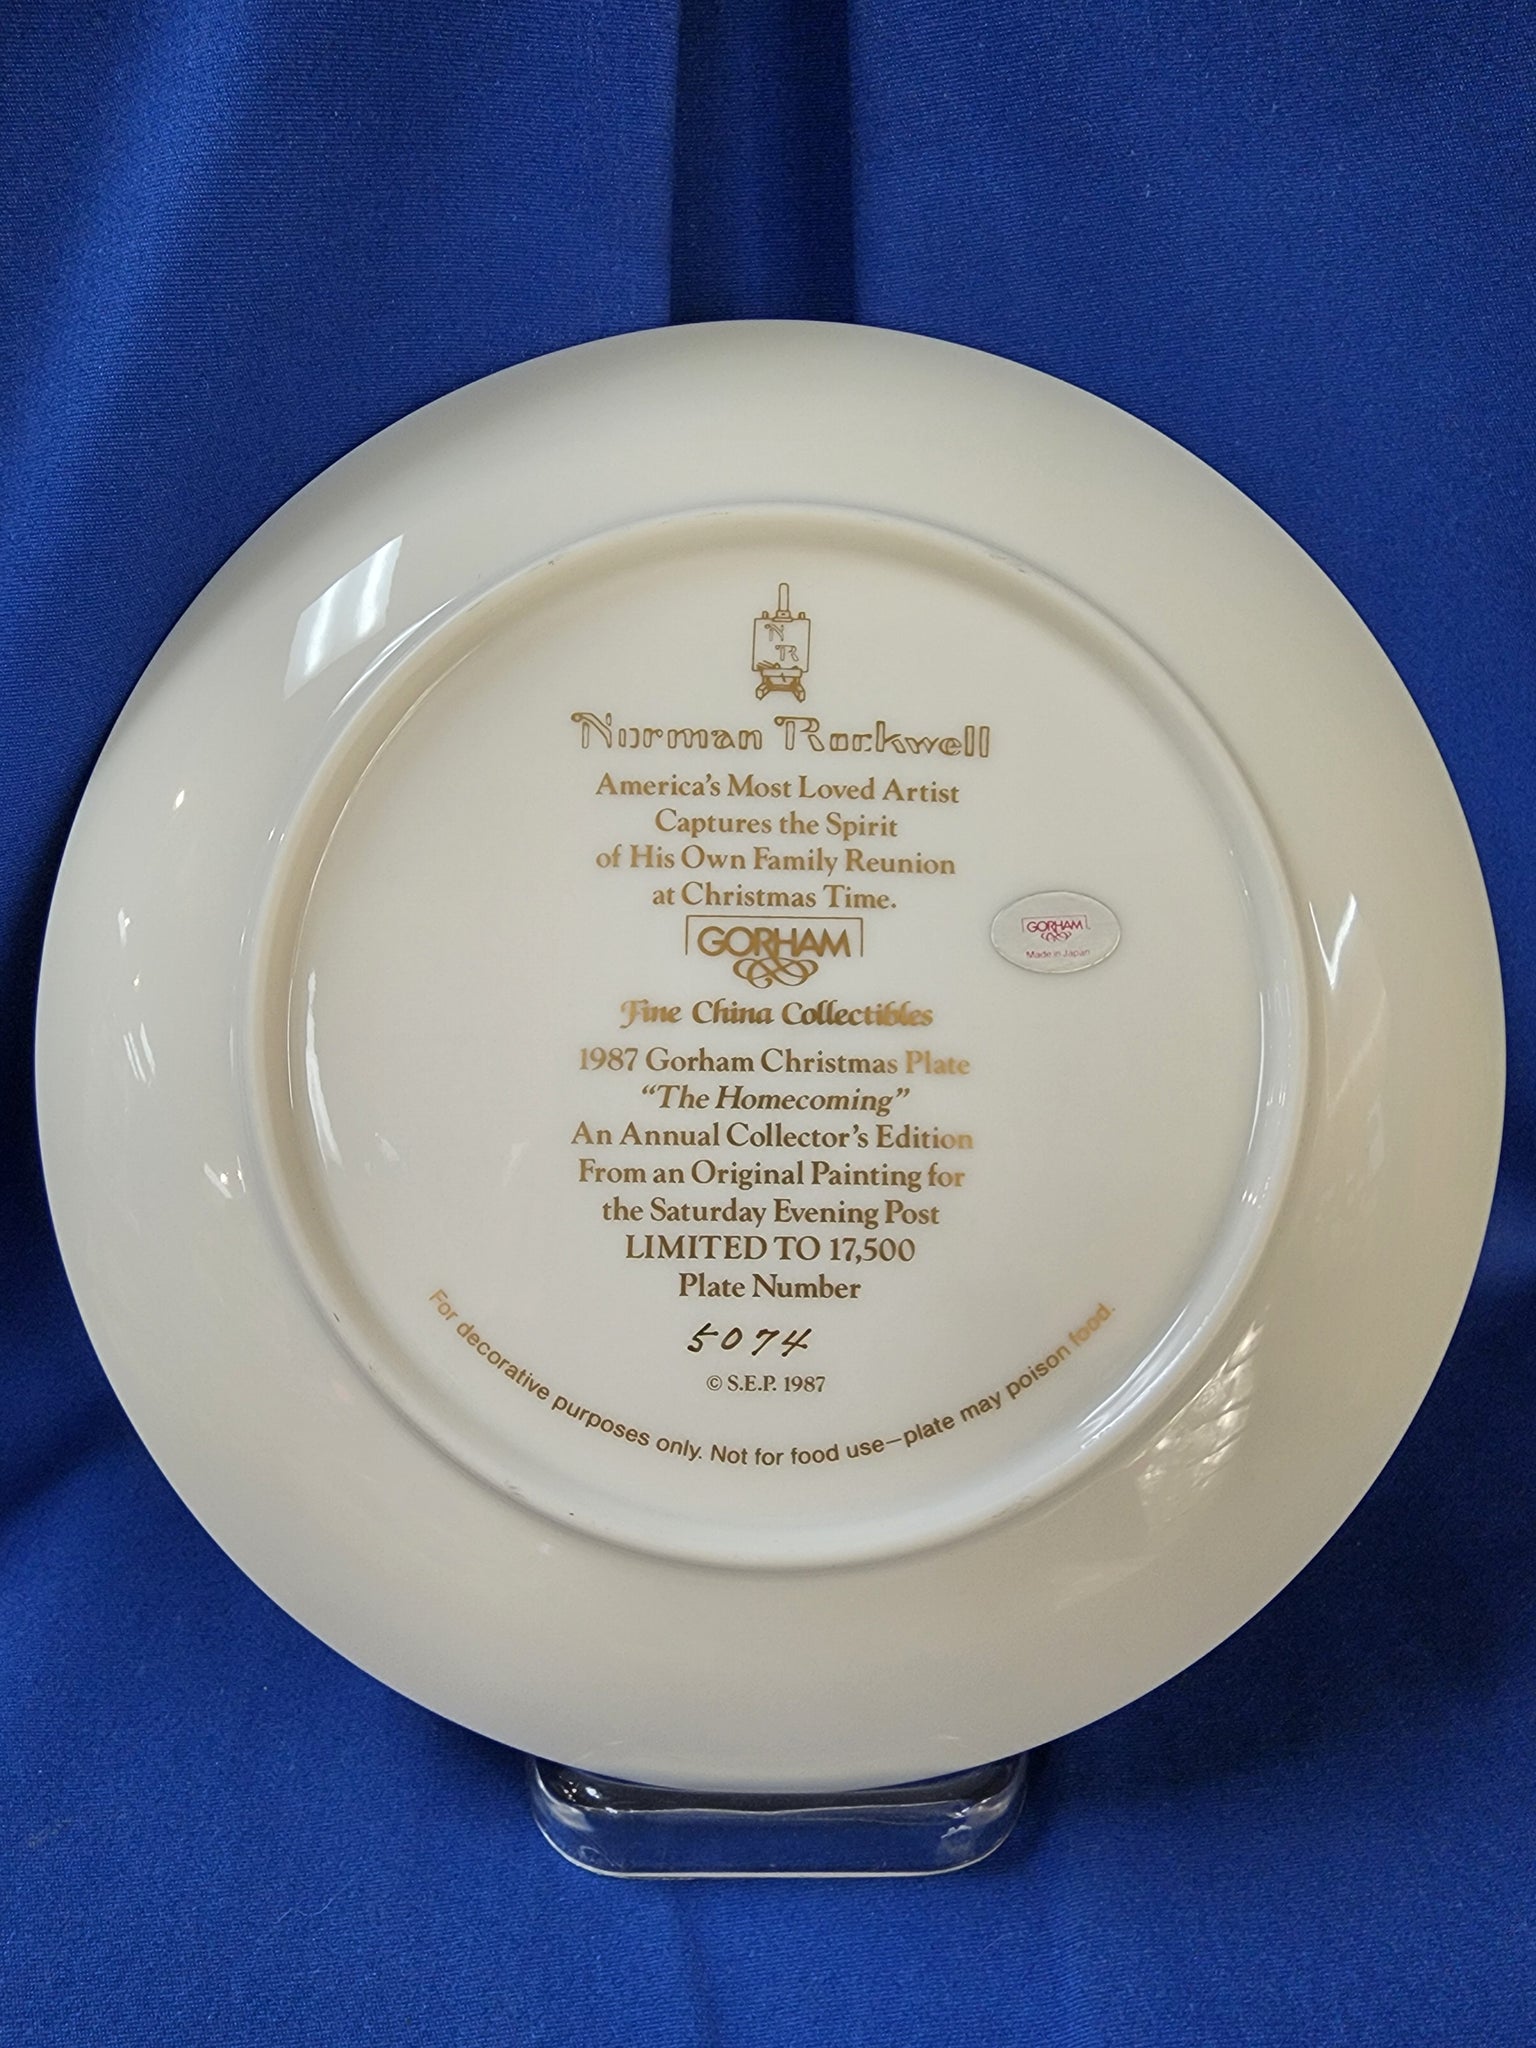 N
R
Norman Rockwell
America's Most Loved Artist
Captures the Spirit
of His Own Family Reunion
at Christmas Time.
GORHAM
Fine China Collectibles
1987 Gorham Christmas Plate
“The Homecoming”
An Annual Collector's Edition
From an Original Painting for
the Saturday Evening Post
LIMITED TO 17,500
Plate Number
5074
© S.E.P. 1987
For decorative purposes only. Not for food use—plate may poison food.
GORHAM
Made in Japan